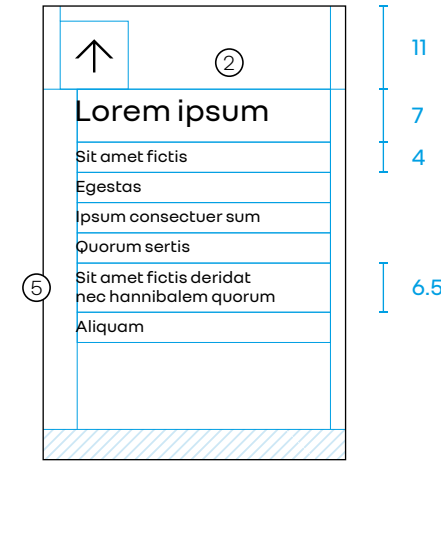 11
2
Lorem ipsum
7
Sit amet fictis
4
Egestas
Ipsum consectuer sum
Quorum sertis
Sit amet fictis deridat
nec hannibalem quorum
5
6.5
Aliquam